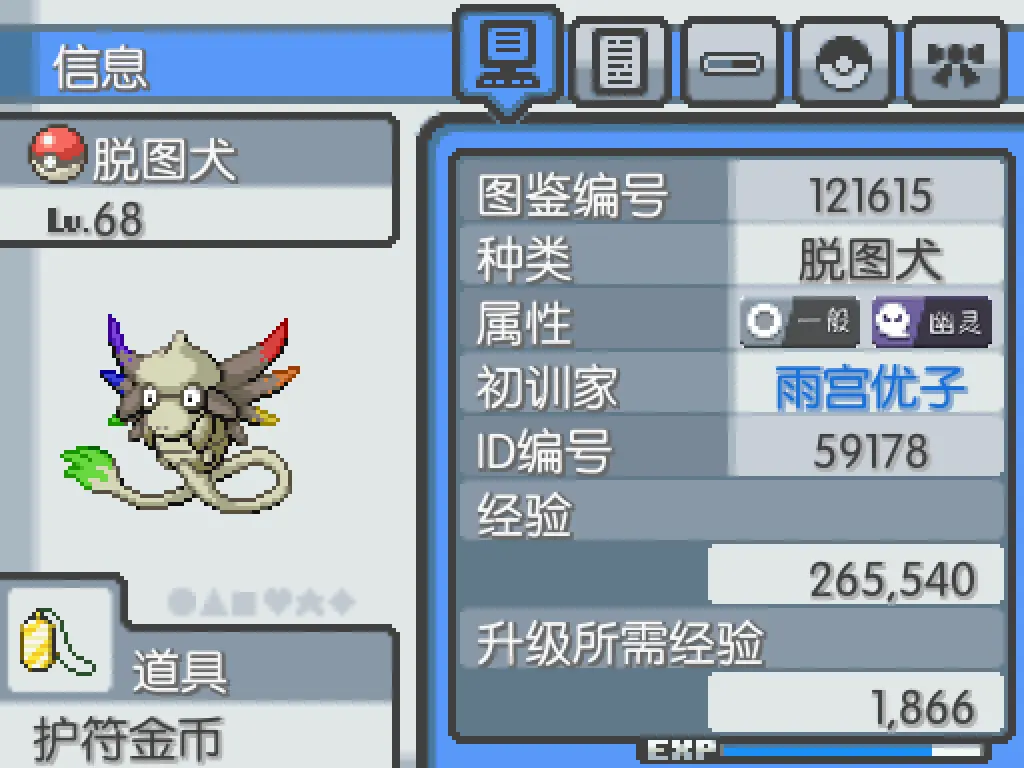 信息
脱图犬
Lv.68
道具
护符金币
图鉴编号 121615
种类 脱图犬
属性 一般 幽灵
初训家 雨宫优子
ID编号 59178
经验
265,540
升级所需经验
1,866
EXP